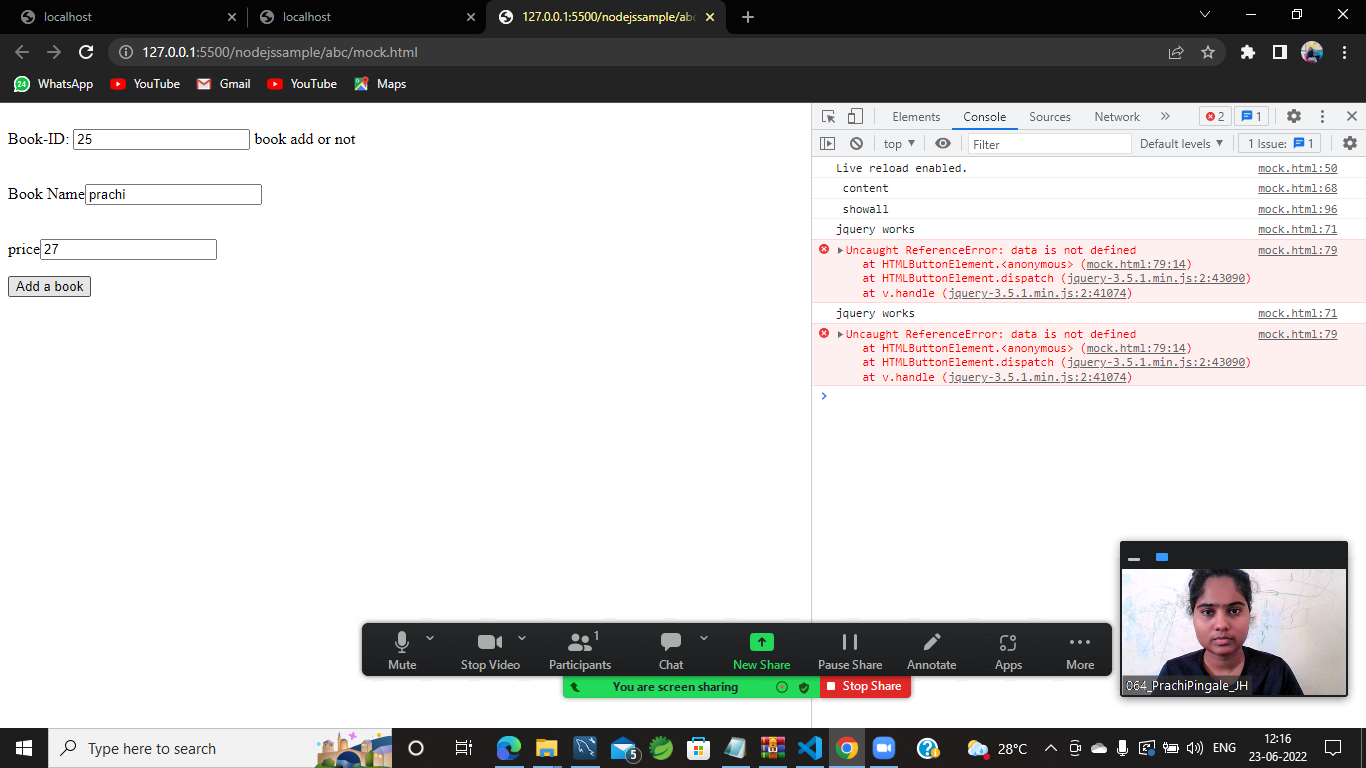 localhost
localhost
127.0.0.1:5500/nodejssample/abc
127.0.0.1:5500/nodejssample/abc/mock.html
24 WhatsApp YouTube Gmail YouTube Maps
Book-ID: 25 book add or not
Book Name prachi
price 27
Add a book
Elements Console Sources Network » 2 1
top Filter Default levels 1 Issue: 1
Live reload enabled. mock.html:50
content mock.html:68
showall mock.html:96
jquery works mock.html:71
Uncaught ReferenceError: data is not defined mock.html:79
at HTMLButtonElement.<anonymous> (mock.html:79:14)
at HTMLButtonElement.dispatch (jquery-3.5.1.min.js:2:43090)
at v.handle (jquery-3.5.1.min.js:2:41074)
jquery works mock.html:71
Uncaught ReferenceError: data is not defined mock.html:79
at HTMLButtonElement.<anonymous> (mock.html:79:14)
at HTMLButtonElement.dispatch (jquery-3.5.1.min.js:2:43090)
at v.handle (jquery-3.5.1.min.js:2:41074)
1
Mute Stop Video Participants Chat New Share Pause Share Annotate Apps More
You are screen sharing Stop Share
064_PrachiPingale_JH
Type here to search 5 28°C ENG 12:16
23-06-2022